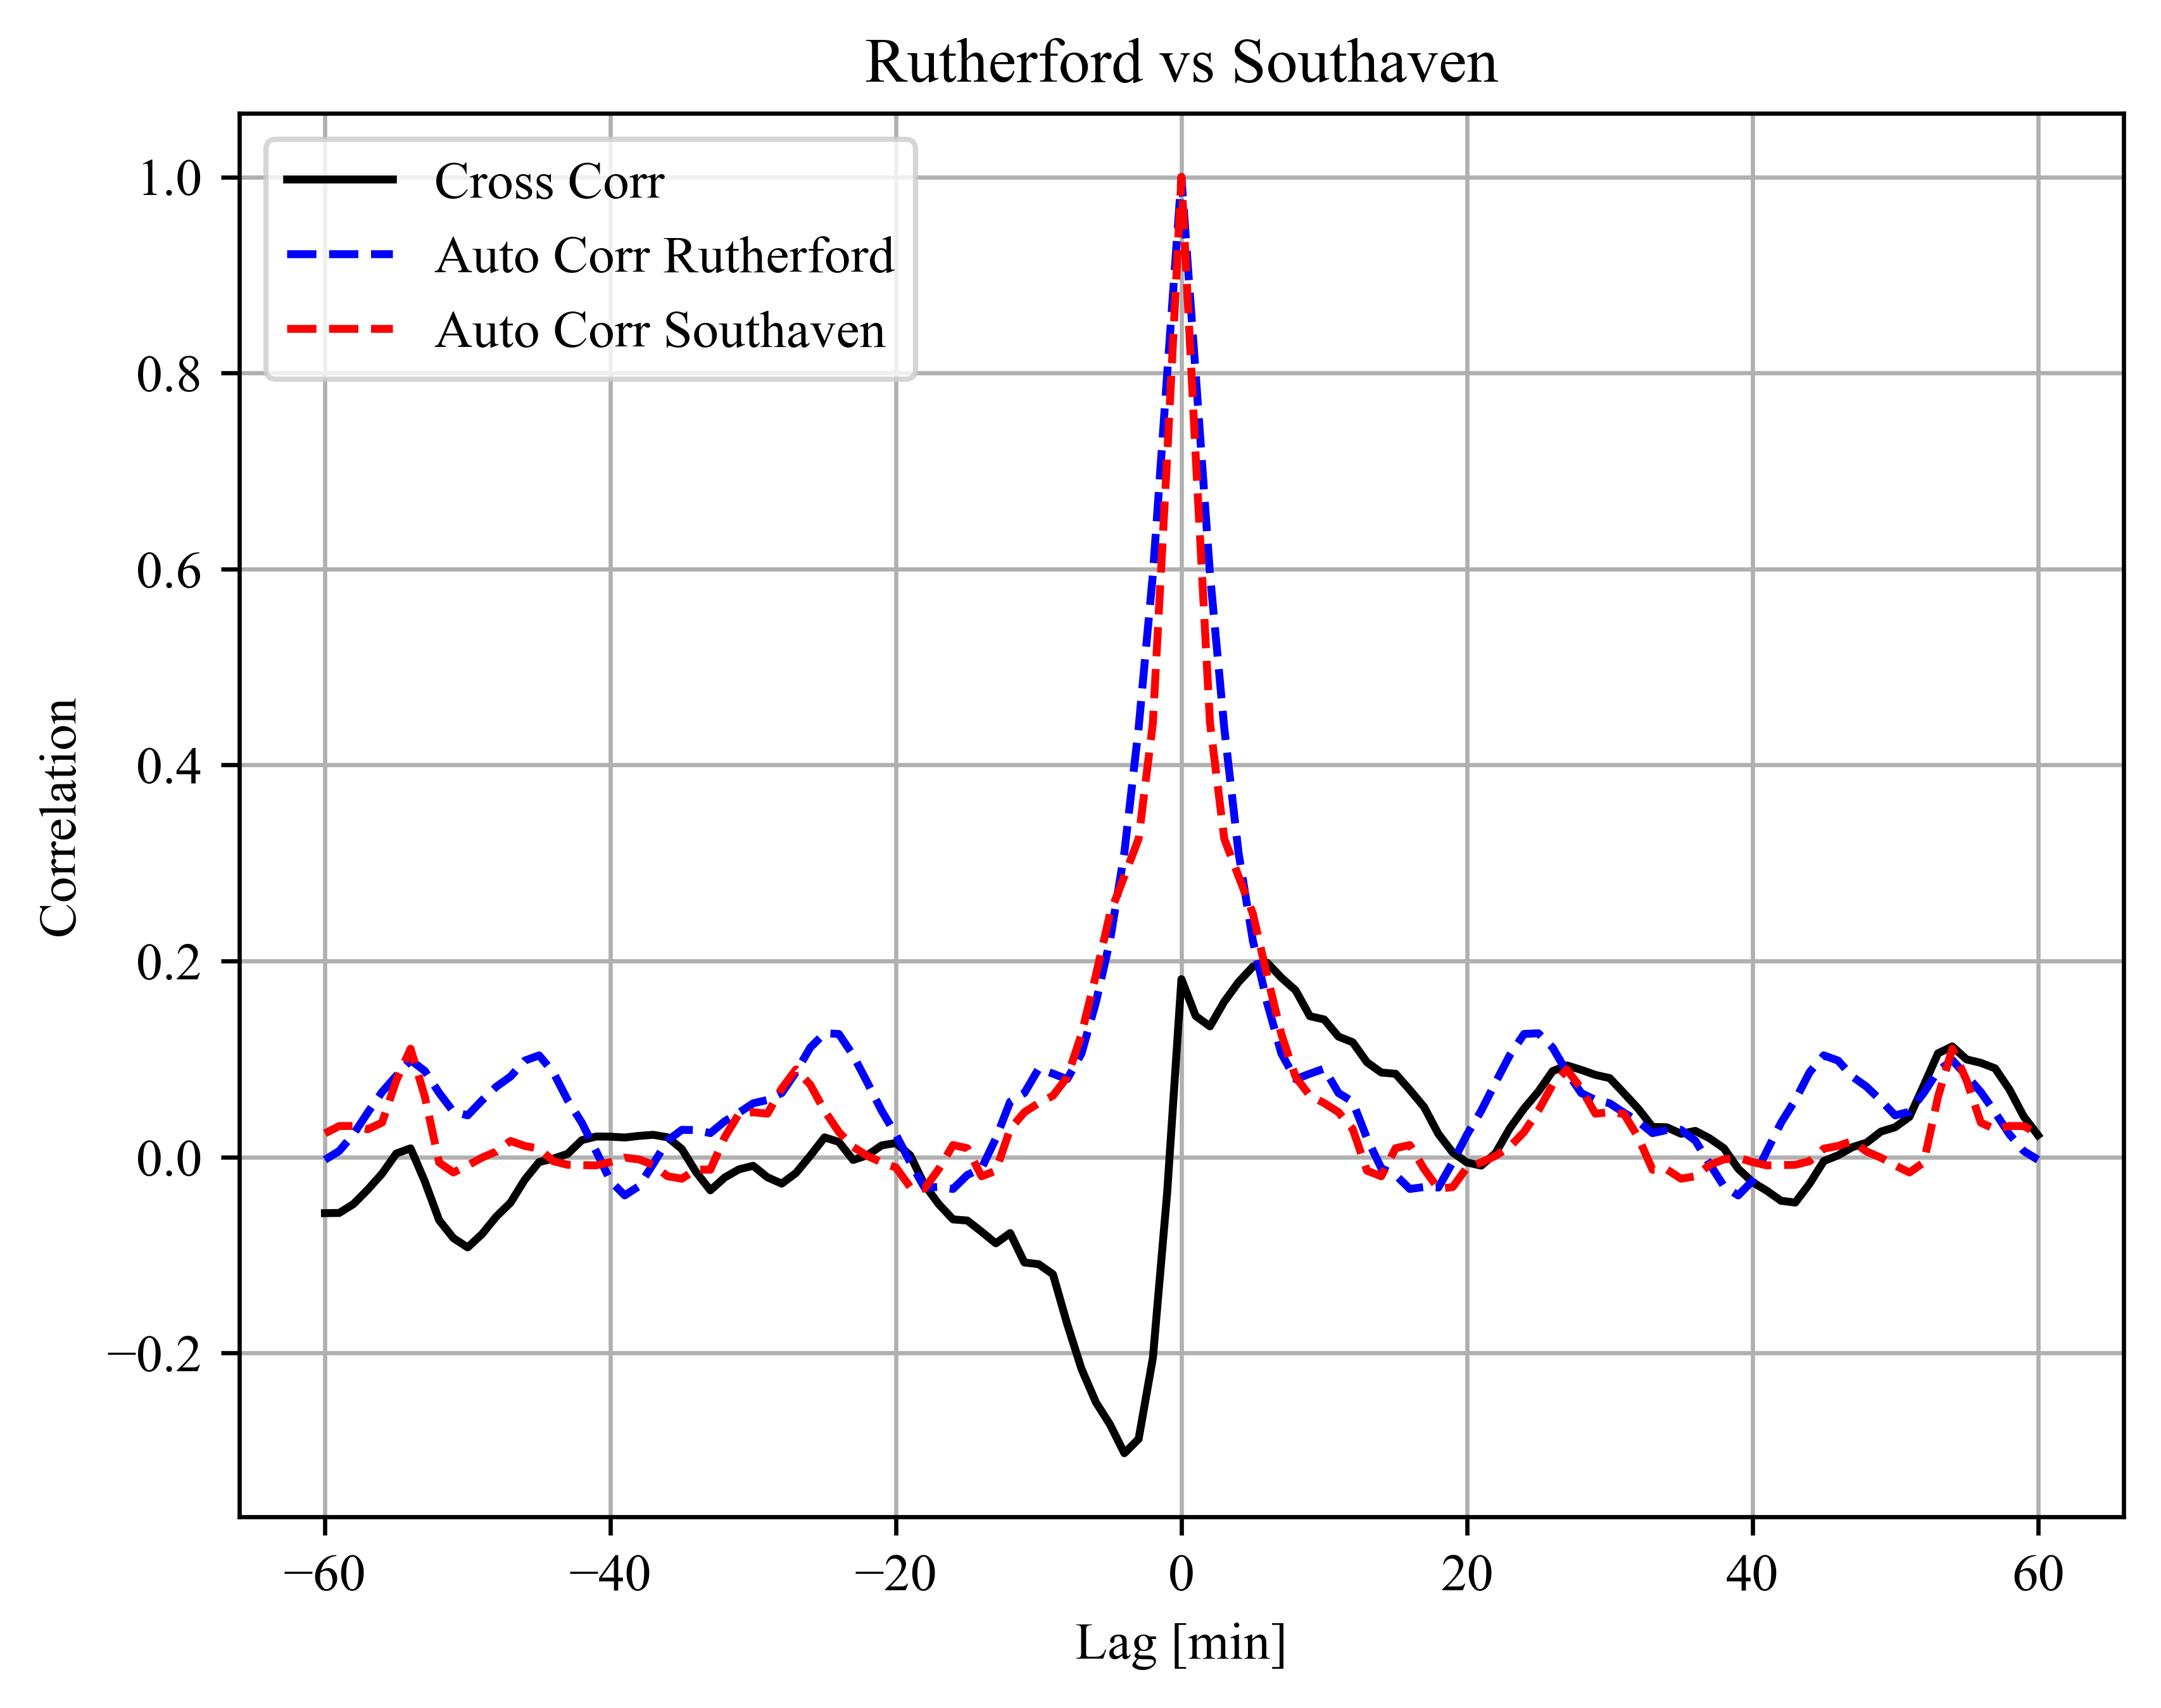 Rutherford vs Southaven
Cross Corr
Auto Corr Rutherford
Auto Corr Southaven
1.0
0.8
0.6
0.4
0.2
0.0
−0.2
Correlation
−60
−40
−20
0
20
40
60
Lag [min]